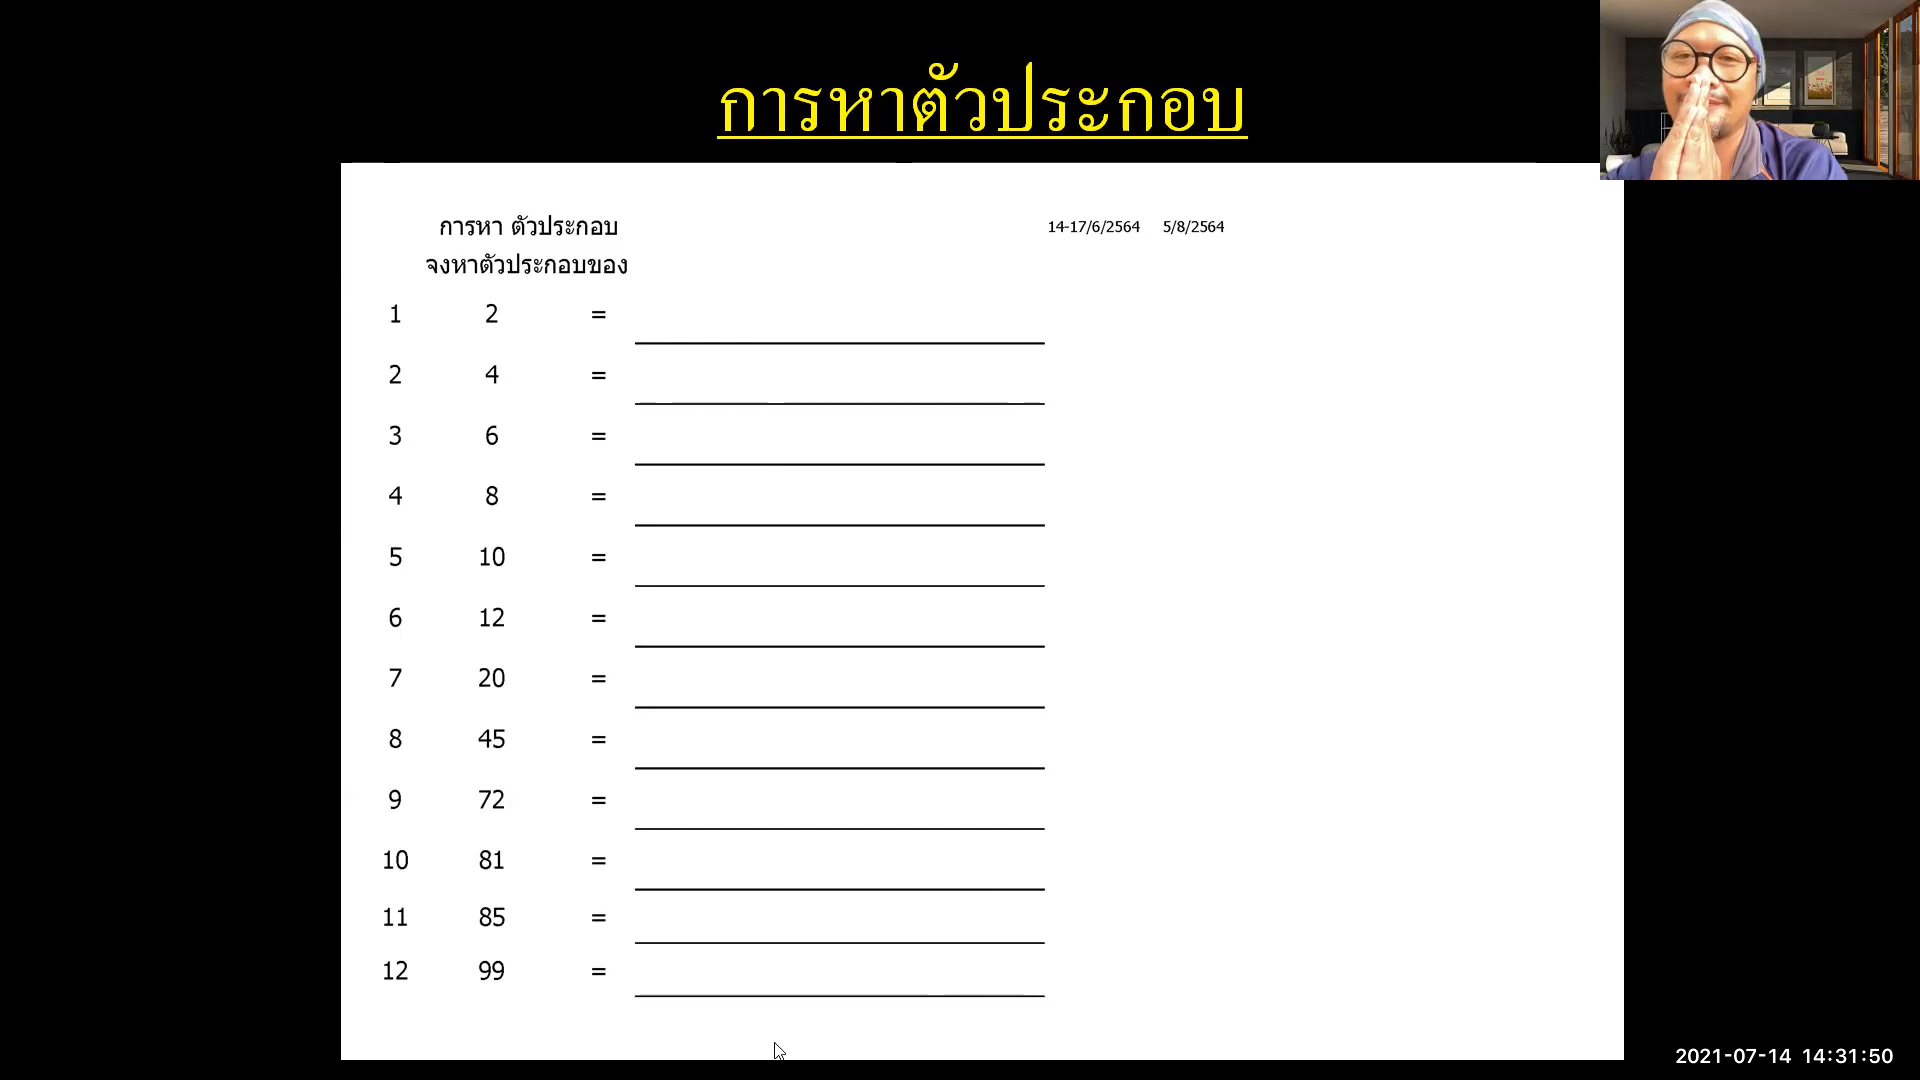 การหาตัวประกอบ
การหา ตัวประกอบ 14-17/6/2564 5/8/2564
จงหาตัวประกอบของ
1 2 =
2 4 =
3 6 =
4 8 =
5 10 =
6 12 =
7 20 =
8 45 =
9 72 =
10 81 =
11 85 =
12 99 =
2021-07-14 14:31:50